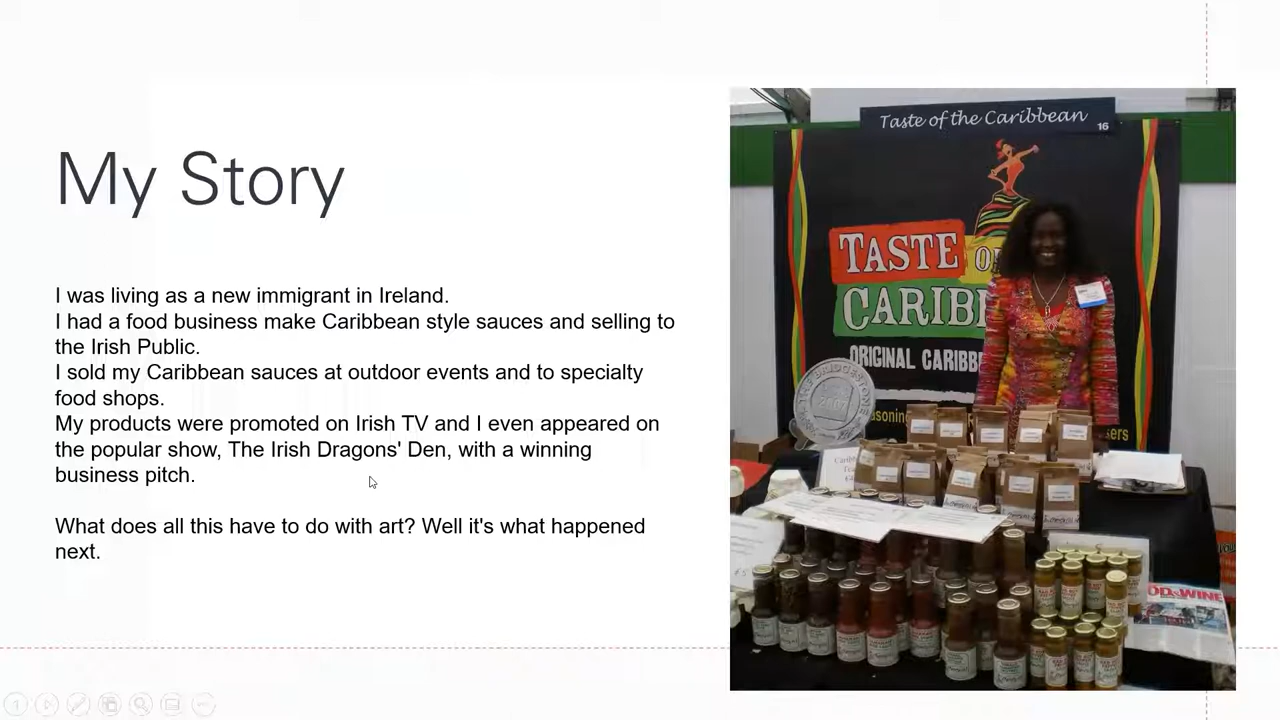 My Story
I was living as a new immigrant in Ireland.
I had a food business make Caribbean style sauces and selling to
the Irish Public.
I sold my Caribbean sauces at outdoor events and to specialty
food shops.
My products were promoted on Irish TV and I even appeared on
the popular show, The Irish Dragons' Den, with a winning
business pitch.
What does all this have to do with art? Well it's what happened
next.
Taste of the Caribbean
16
TASTE
CARIBB
ORIGINAL CARIBBE
THE BRIDGESTONE
2007